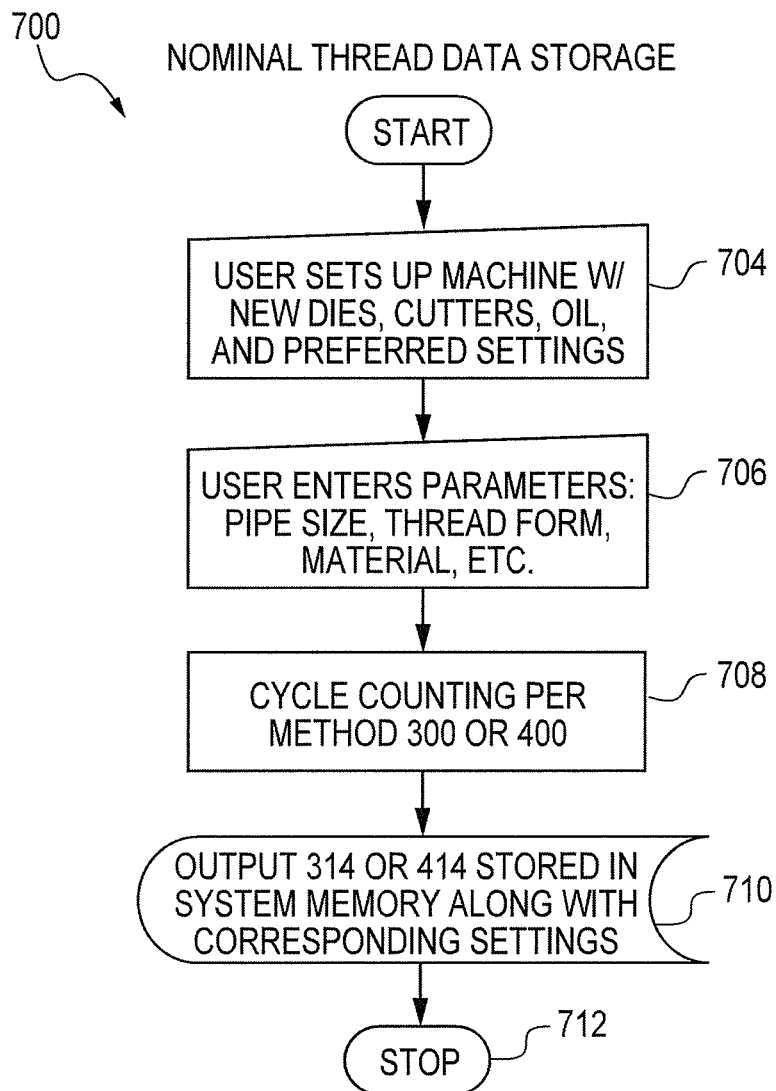 700
NOMINAL THREAD DATA STORAGE
START
USER SETS UP MACHINE W/
NEW DIES, CUTTERS, OIL,
AND PREFERRED SETTINGS
704
USER ENTERS PARAMETERS:
PIPE SIZE, THREAD FORM,
MATERIAL, ETC.
706
CYCLE COUNTING PER
METHOD 300 OR 400
708
OUTPUT 314 OR 414 STORED IN
SYSTEM MEMORY ALONG WITH
CORRESPONDING SETTINGS
710
STOP
712